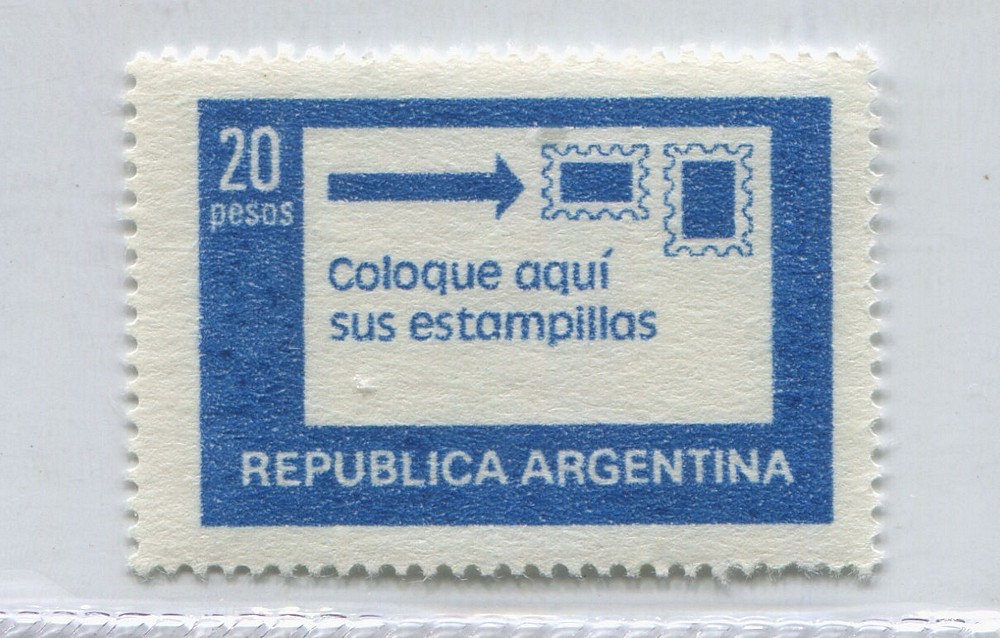 20
pesos
Coloque aquí
sus estampillas
REPUBLICA ARGENTINA